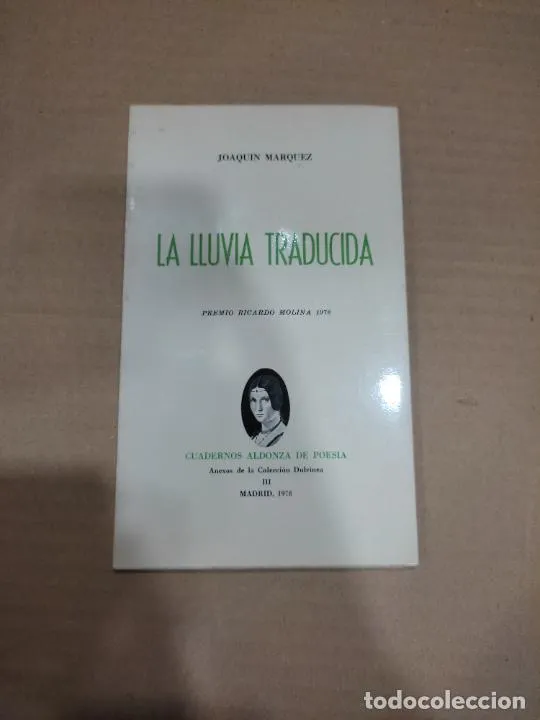 JOAQUIN MARQUEZ
LA LLUVIA TRADUCIDA
PREMIO RICARDO MOLINA 1976
CUADERNOS ALDONZA DE POESIA
Anexos de la Colección Dulcinea
III
MADRID, 1978
todocoleccion